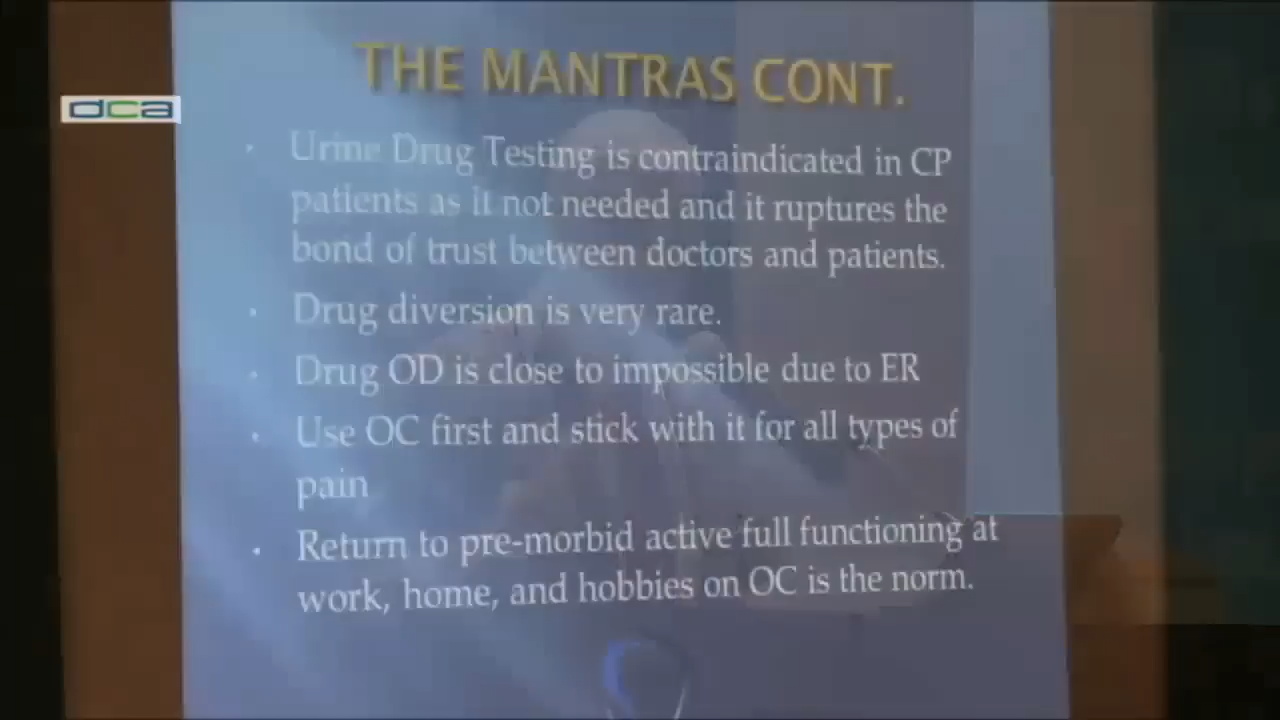 THE MANTRAS CONT.
dca
• Urine Drug Testing is contraindicated in CP
patients as it not needed and it ruptures the
bond of trust between doctors and patients.
• Drug diversion is very rare.
• Drug OD is close to impossible due to ER
• Use OC first and stick with it for all types of
pain
• Return to pre-morbid active full functioning at
work, home, and hobbies on OC is the norm.